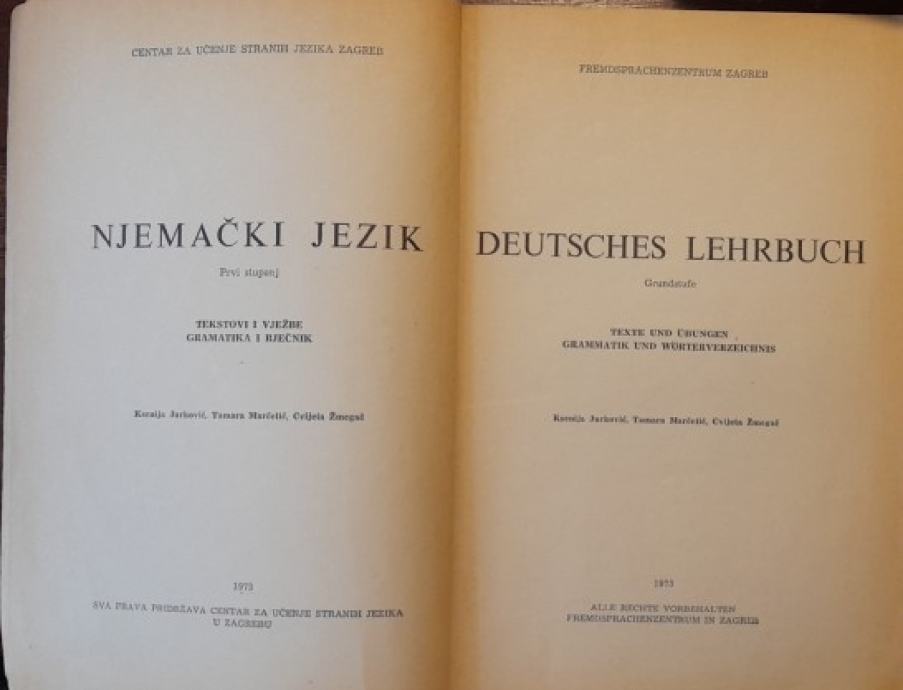 CENTAR ZA UČENJE STRANIH JEZIKA ZAGREB
NJEMAČKI JEZIK
Prvi stupanj
TEKSTOVI I VJEŽBE
GRAMATIKA I RJEČNIK
Ksenija Jurković, Tamara Marčetić, Cvijeta Žmegač
1973
SVA PRAVA PRIDRŽAVA CENTAR ZA UČENJE STRANIH JEZIKA
U ZAGREBU
FREMDSPRACHENZENTRUM ZAGREB
DEUTSCHES LEHRBUCH
Grundstufe
TEXTE UND ÜBUNGEN
GRAMMATIK UND WÖRTERVERZEICHNIS
Ksenija Jurković, Tamara Marčetić, Cvijeta Žmegač
1973
ALLE RECHTE VORBEHALTEN
FREMDSPRACHENZENTRUM IN ZAGREB